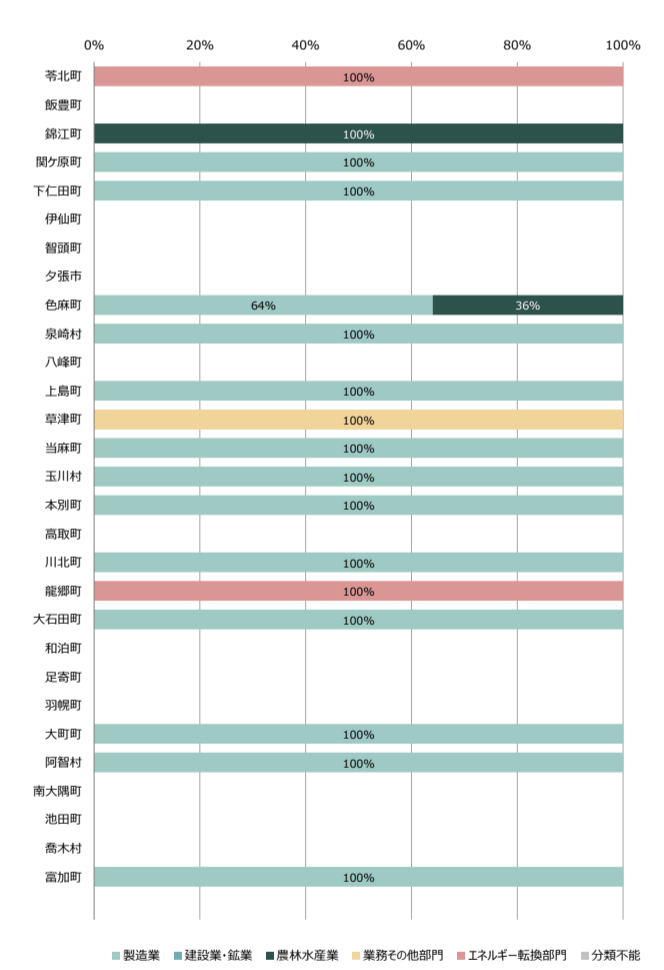 0% 20% 40% 60% 80% 100%
苓北町 100%
飯豊町
錦江町 100%
関ケ原町 100%
下仁田町 100%
伊仙町
智頭町
夕張市
色麻町 64% 36%
泉崎村 100%
八峰町
上島町 100%
草津町 100%
当麻町 100%
玉川村 100%
本別町 100%
高取町
川北町 100%
龍郷町 100%
大石田町 100%
和泊町
足寄町
羽幌町
大町町 100%
阿智村 100%
南大隅町
池田町
喬木村
富加町 100%
製造業 建設業・鉱業 農林水産業 業務その他部門 エネルギー転換部門 分類不能